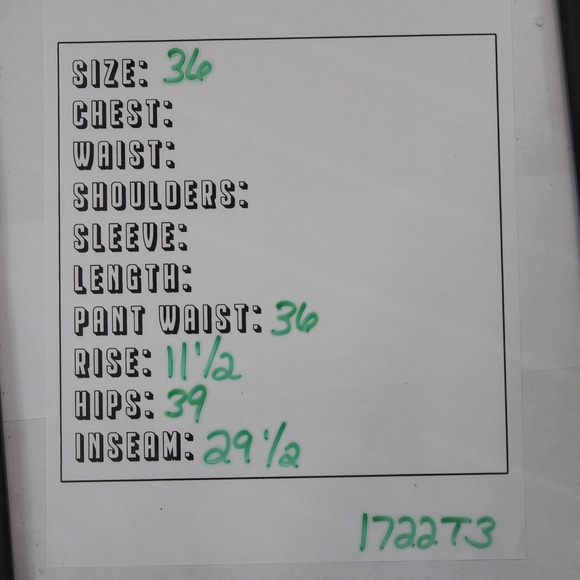 SIZE: 36
CHEST:
WAIST:
SHOULDERS:
SLEEVE:
LENGTH:
PANT WAIST: 36
RISE: 11 1/2
HIPS: 39
INSEAM: 29 1/2
1722T3